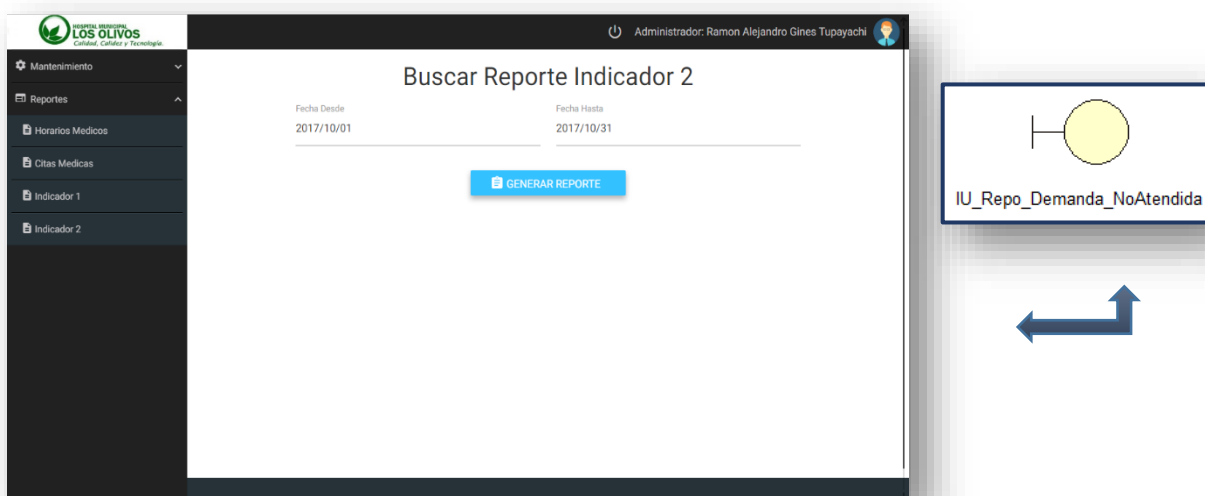 HOSPITAL MUNICIPAL
LOS OLIVOS
Calidad, Calidez y Tecnología.
Administrador: Ramon Alejandro Gines Tupayachi
Mantenimiento
Reportes
Horarios Medicos
Citas Medicas
Indicador 1
Indicador 2
Buscar Reporte Indicador 2
Fecha Desde
2017/10/01
Fecha Hasta
2017/10/31
GENERAR REPORTE
IU_Repo_Demanda_NoAtendida